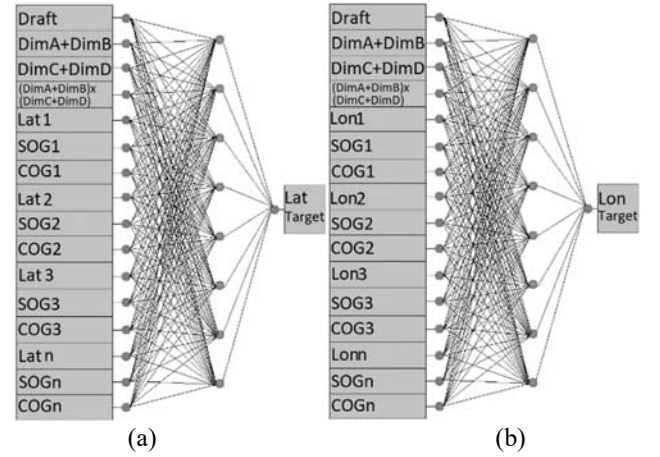 Draft
DimA+DimB
DimC+DimD
(DimA+DimB)x
(DimC+DimD)
Lat 1
SOG1
COG1
Lat 2
SOG2
COG2
Lat 3
SOG3
COG3
Lat n
SOGn
COGn
Lat
Target
(a)
Draft
DimA+DimB
DimC+DimD
(DimA+DimB)x
(DimC+DimD)
Lon1
SOG1
COG1
Lon2
SOG2
COG2
Lon3
SOG3
COG3
Lonn
SOGn
COGn
Lon
Target
(b)